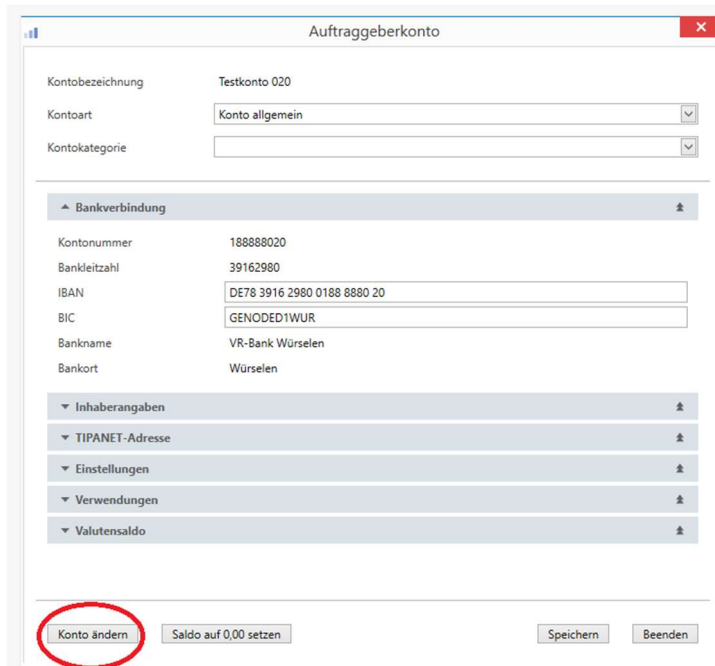 Auftraggeberkonto
Kontobezeichnung Testkonto 020
Kontoart Konto allgemein
Kontokategorie
Bankverbindung
Kontonummer 188888020
Bankleitzahl 39162980
IBAN DE78 3916 2980 0188 8880 20
BIC GENODED1WUR
Bankname VR-Bank Würselen
Bankort Würselen
Inhaberangaben
TIPANET-Adresse
Einstellungen
Verwendungen
Valutensaldo
Konto ändern Saldo auf 0,00 setzen Speichern Beenden